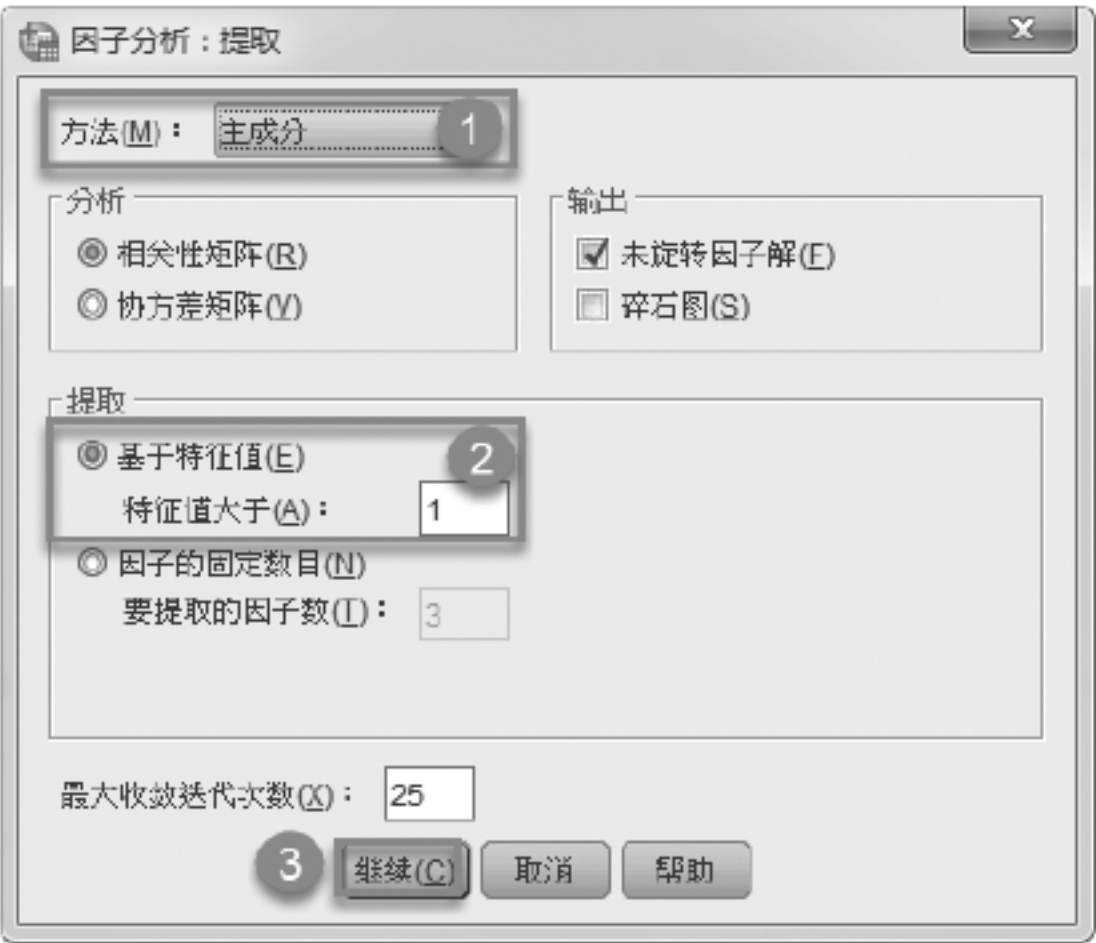 因子分析：提取
x
方法(M)： 主成分 1
分析
相关性矩阵(R)
协方差矩阵(V)
输出
未旋转因子解(F)
碎石图(S)
提取
基于特征值(E) 2
特征值大于(A)： 1
因子的固定数目(N)
要提取的因子数(T)： 3
最大收敛迭代次数(X)： 25
3 继续(C) 取消 帮助